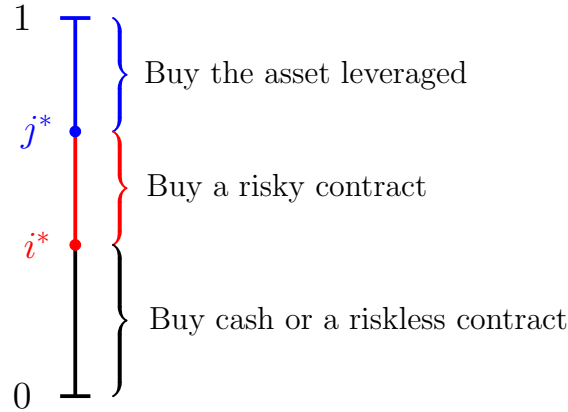 1
Buy the asset leveraged
j*
Buy a risky contract
i*
Buy cash or a riskless contract
0